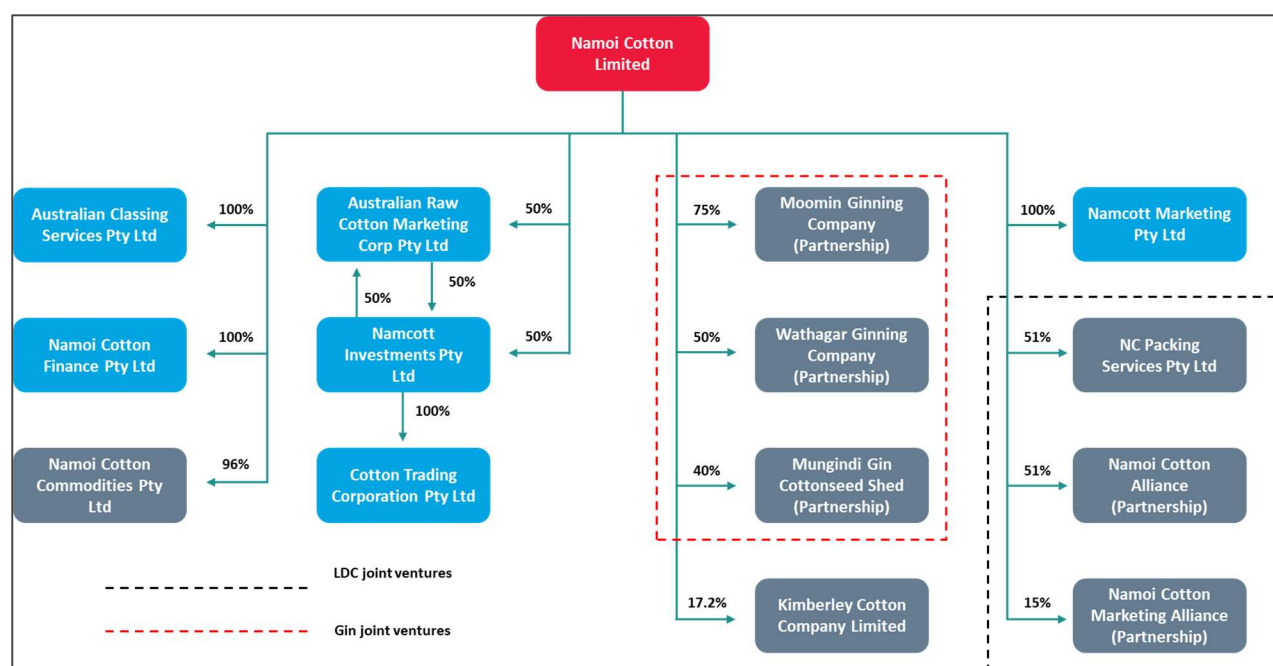 Namoi Cotton
Limited
Australian Classing
Services Pty Ltd
100%
Australian Raw
Cotton Marketing
Corp Pty Ltd
50%
75%
Moomin Ginning
Company
(Partnership)
100%
Namcott Marketing
Pty Ltd
50%
50%
Namoi Cotton
Finance Pty Ltd
100%
Namcott
Investments Pty
Ltd
50%
50%
Wathagar Ginning
Company
(Partnership)
51%
NC Packing
Services Pty Ltd
100%
Namoi Cotton
Commodities Pty
Ltd
96%
Cotton Trading
Corporation Pty Ltd
40%
Mungindi Gin
Cottonseed Shed
(Partnership)
51%
Namoi Cotton
Alliance
(Partnership)
LDC joint ventures
Gin joint ventures
17.2%
Kimberley Cotton
Company Limited
15%
Namoi Cotton
Marketing Alliance
(Partnership)